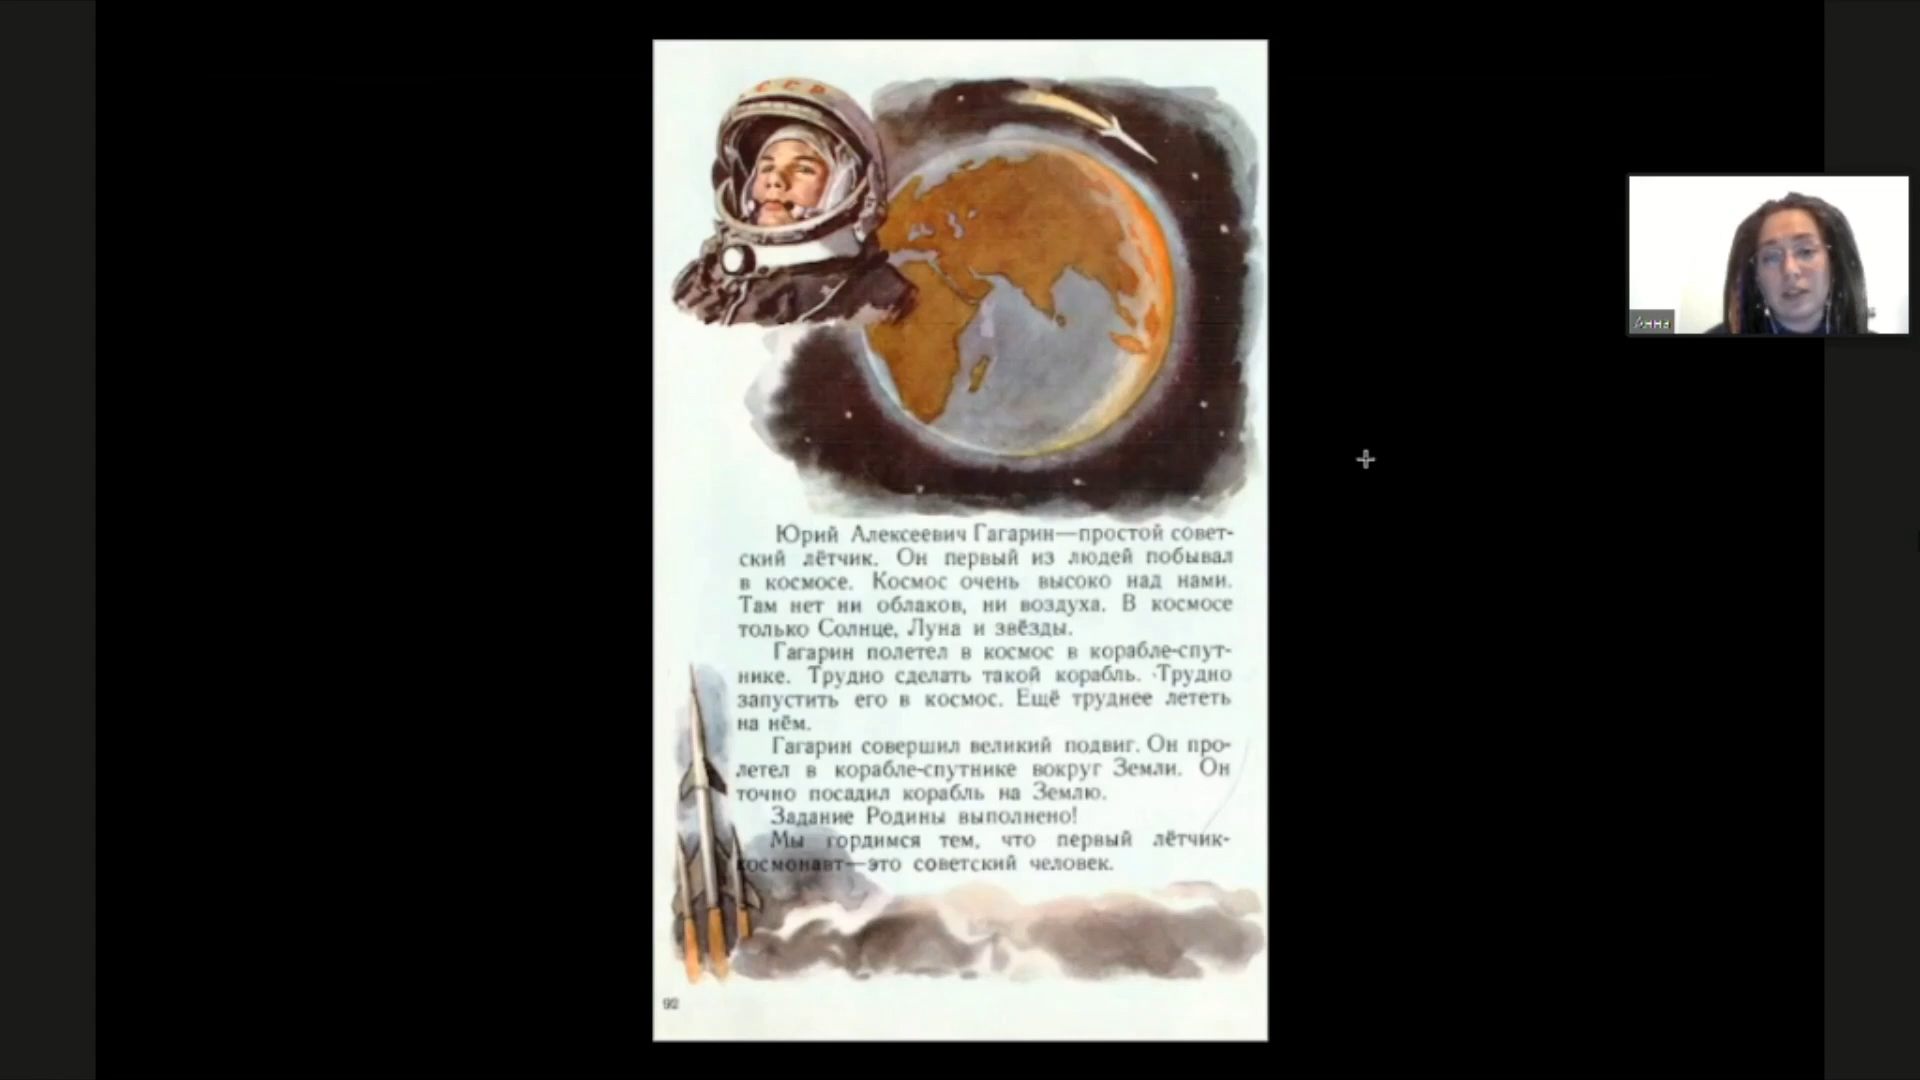 СССР
Юрий Алексеевич Гагарин—простой совет-
ский лётчик. Он первый из людей побывал
в космосе. Космос очень высоко над нами.
Там нет ни облаков, ни воздуха. В космосе
только Солнце, Луна и звёзды.
Гагарин полетел в космос в корабле-спут-
нике. Трудно сделать такой корабль. Трудно
запустить его в космос. Ещё труднее лететь
на нём.
Гагарин совершил великий подвиг. Он про-
летел в корабле-спутнике вокруг Земли. Он
точно посадил корабль на Землю.
Задание Родины выполнено!
Мы гордимся тем, что первый лётчик-
космонавт—это советский человек.
92
Анна